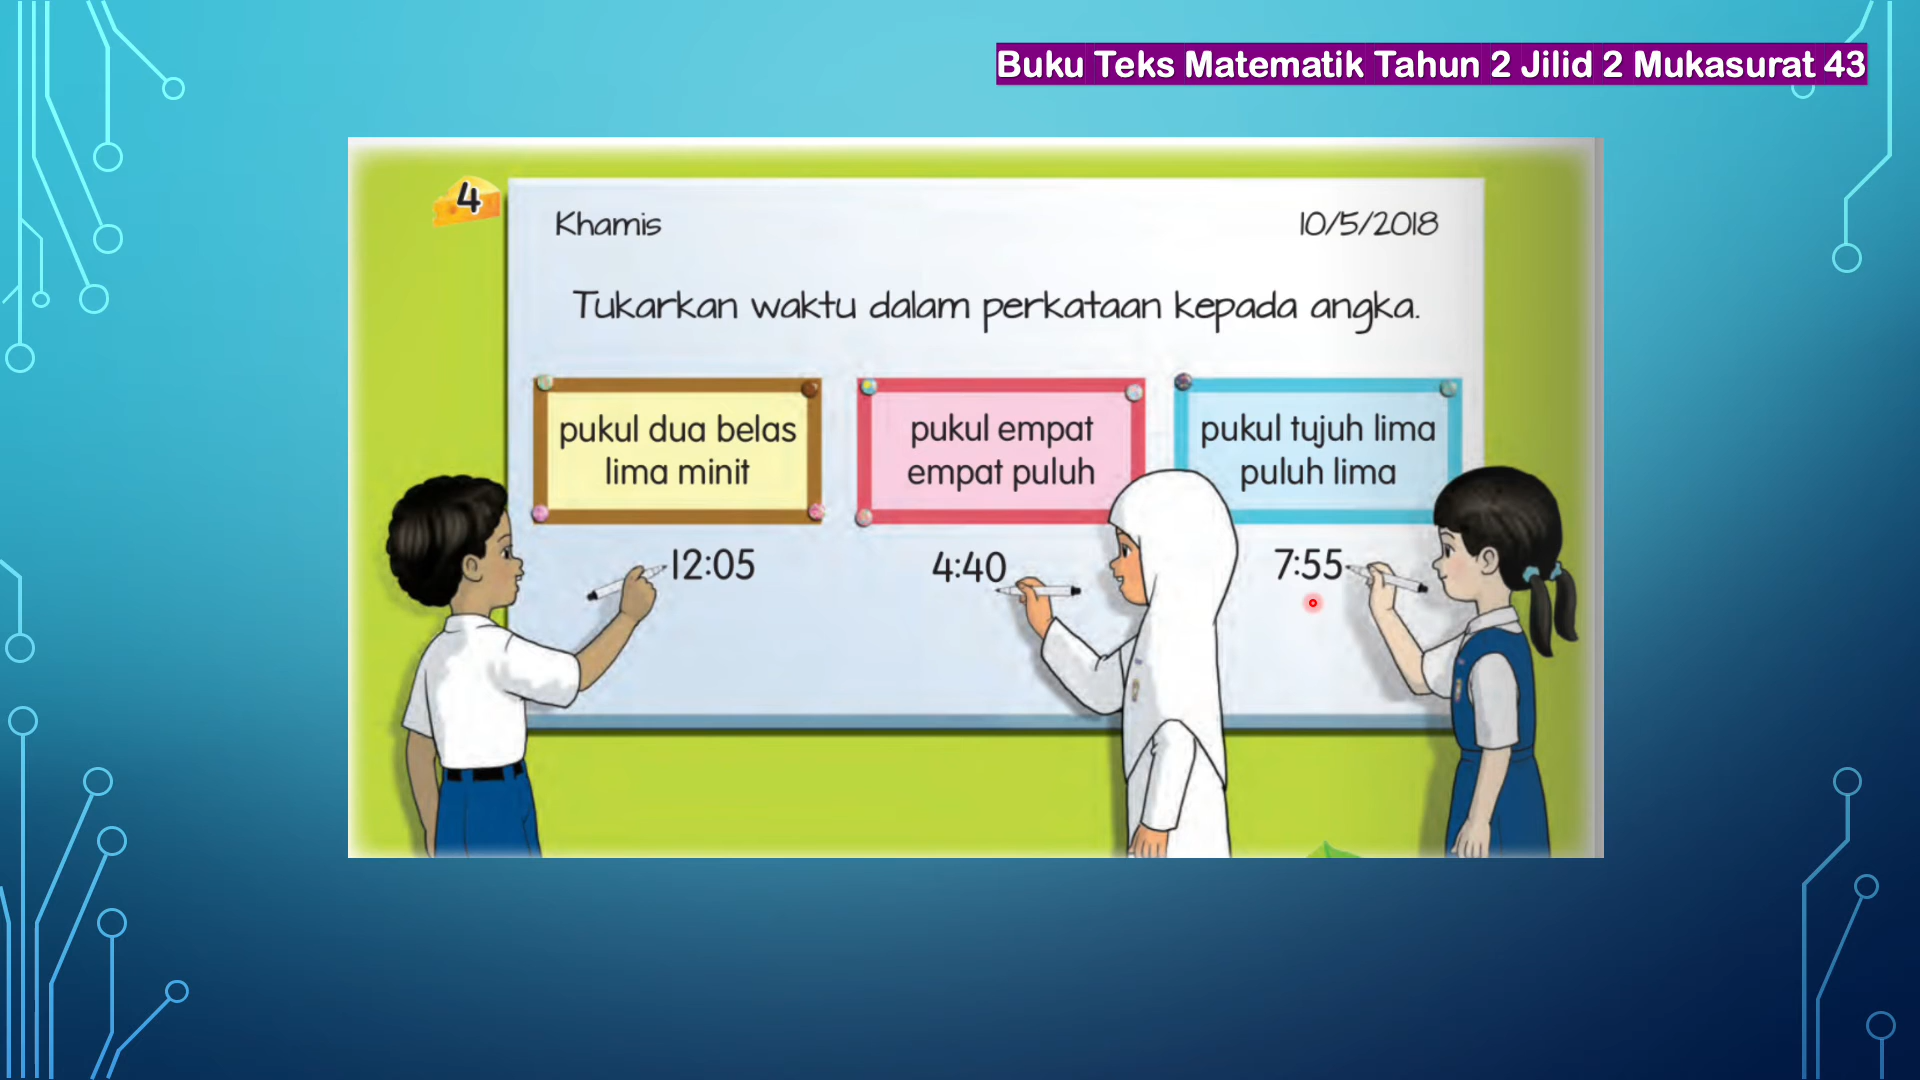 Buku Teks Matematik Tahun 2 Jilid 2 Mukasurat 43
4
Khamis
10/5/2018
Tukarkan waktu dalam perkataan kepada angka.
pukul dua belas
lima minit
pukul empat
empat puluh
pukul tujuh lima
puluh lima
12:05
4:40
7:55